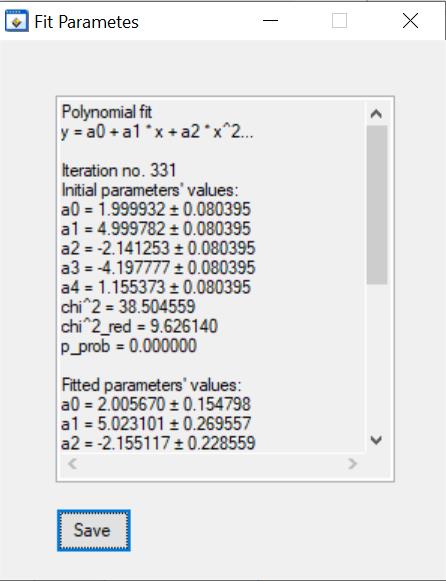 Fit Parametes
Polynomial fit
y = a0 + a1 * x + a2 * x^2...
Iteration no. 331
Initial parameters' values:
a0 = 1.999932 ± 0.080395
a1 = 4.999782 ± 0.080395
a2 = -2.141253 ± 0.080395
a3 = -4.197777 ± 0.080395
a4 = 1.155373 ± 0.080395
chi^2 = 38.504559
chi^2_red = 9.626140
p_prob = 0.000000
Fitted parameters' values:
a0 = 2.005670 ± 0.154798
a1 = 5.023101 ± 0.269557
a2 = -2.155117 ± 0.228559
Save